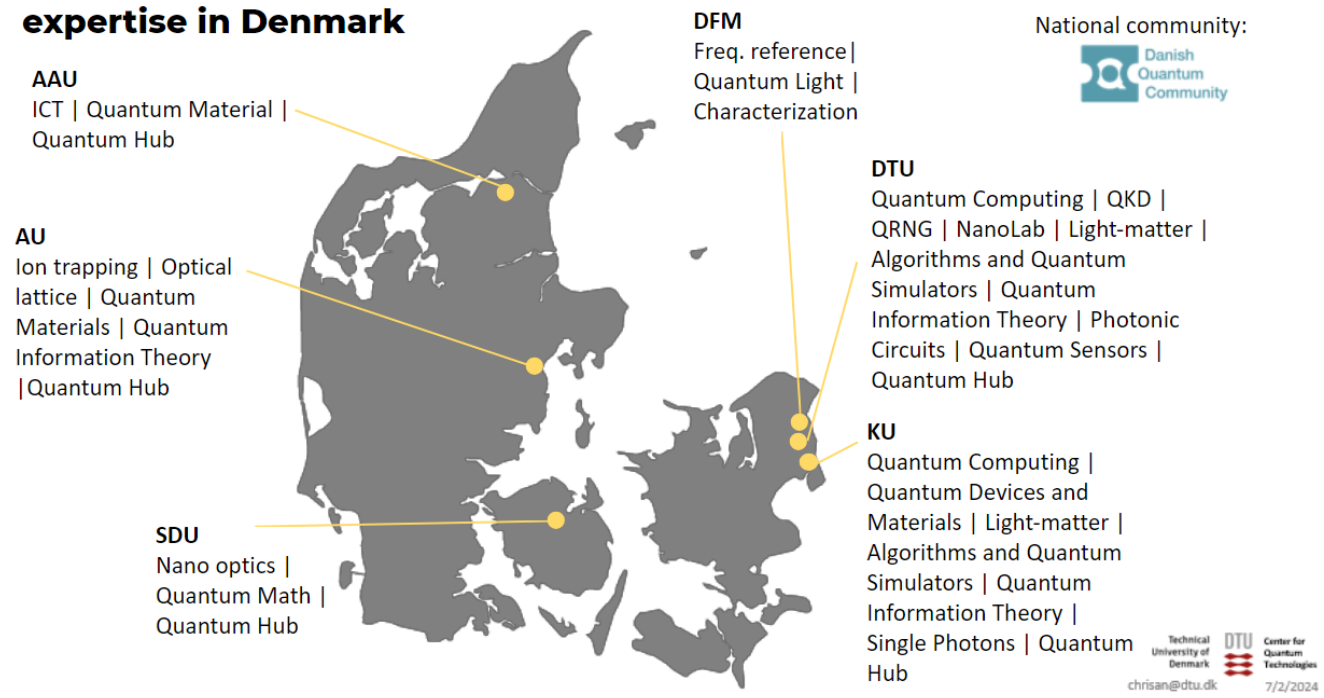 expertise in Denmark
AAU
ICT | Quantum Material |
Quantum Hub
AU
Ion trapping | Optical
lattice | Quantum
Materials | Quantum
Information Theory
|Quantum Hub
SDU
Nano optics |
Quantum Math |
Quantum Hub
DFM
Freq. reference|
Quantum Light |
Characterization
National community:
Danish
Quantum
Community
DTU
Quantum Computing | QKD |
QRNG | NanoLab | Light-matter |
Algorithms and Quantum
Simulators | Quantum
Information Theory | Photonic
Circuits | Quantum Sensors |
Quantum Hub
KU
Quantum Computing |
Quantum Devices and
Materials | Light-matter |
Algorithms and Quantum
Simulators | Quantum
Information Theory |
Single Photons | Quantum
Hub
Technical
University of
Denmark
DTU
Center for
Quantum
Technologies
chrisan@dtu.dk
7/2/2024